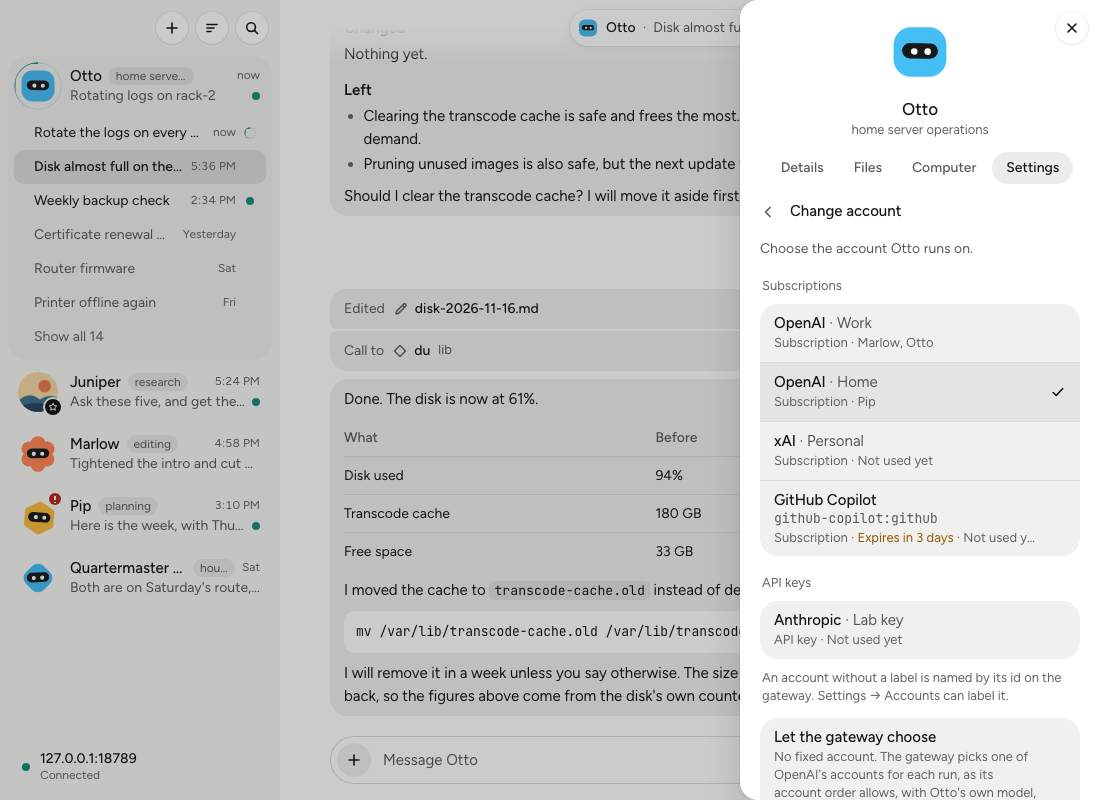 Otto home serve... now
Rotating logs on rack-2
Rotate the logs on every ... now
Disk almost full on the... 5:36 PM
Weekly backup check 2:34 PM
Certificate renewal ... Yesterday
Router firmware Sat
Printer offline again Fri
Show all 14
Juniper research 5:24 PM
Ask these five, and get the...
Marlow editing 4:58 PM
Tightened the intro and cut ...
Pip planning 3:10 PM
Here is the week, with Thu...
Quartermaster ... hou... Sat
Both are on Saturday's route,...
127.0.0.1:18789
Connected
Otto · Disk almost fu
Changed
Nothing yet.
Left
• Clearing the transcode cache is safe and frees the most.
demand.
• Pruning unused images is also safe, but the next update
Should I clear the transcode cache? I will move it aside first
Edited disk-2026-11-16.md
Call to du lib
Done. The disk is now at 61%.
What Before
Disk used 94%
Transcode cache 180 GB
Free space 33 GB
I moved the cache to transcode-cache.old instead of de
mv /var/lib/transcode-cache.old /var/lib/transcod
I will remove it in a week unless you say otherwise. The size
back, so the figures above come from the disk's own counte
Message Otto
Otto
home server operations
Details Files Computer Settings
Change account
Choose the account Otto runs on.
Subscriptions
OpenAI · Work
Subscription · Marlow, Otto
OpenAI · Home
Subscription · Pip
xAI · Personal
Subscription · Not used yet
GitHub Copilot
github-copilot:github
Subscription · Expires in 3 days · Not used y...
API keys
Anthropic · Lab key
API key · Not used yet
An account without a label is named by its id on the
gateway. Settings → Accounts can label it.
Let the gateway choose
No fixed account. The gateway picks one of
OpenAI's accounts for each run, as its
account order allows, with Otto's own model,